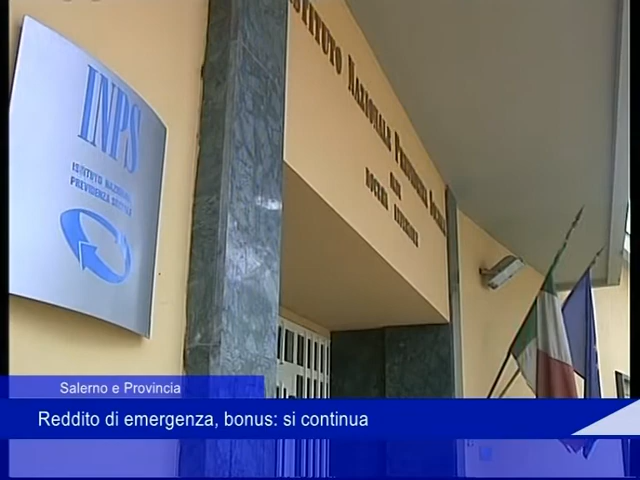 INPS
ISTITUTO NAZIONALE
PREVIDENZA SOCIALE
ISTITUTO NAZIONALE PREVIDENZA SOCIALE
Salerno e Provincia
Reddito di emergenza, bonus: si continua